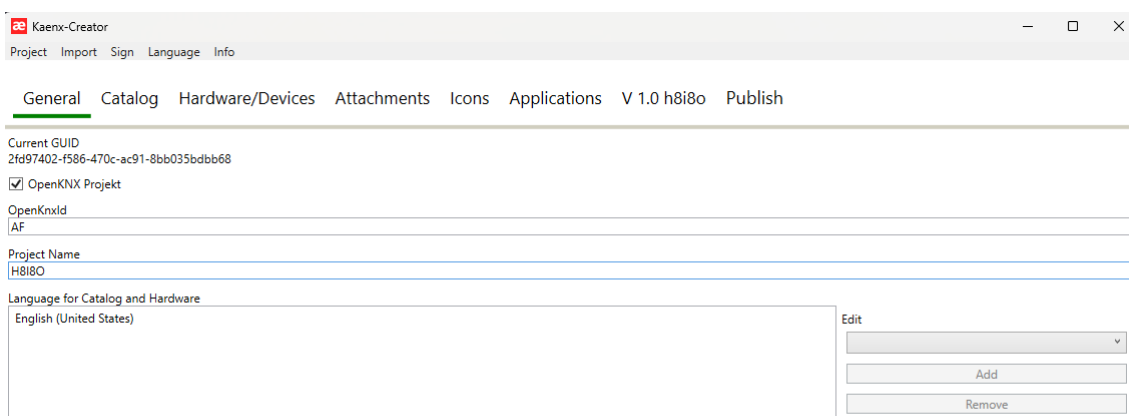 æ Kaenx-Creator
Project Import Sign Language Info
General Catalog Hardware/Devices Attachments Icons Applications V 1.0 h8i8o Publish
Current GUID
2fd97402-f586-470c-ac91-8bb035bdbb68
OpenKNX Projekt
OpenKnxId
AF
Project Name
H8I8O
Language for Catalog and Hardware
English (United States)
Edit
Add
Remove